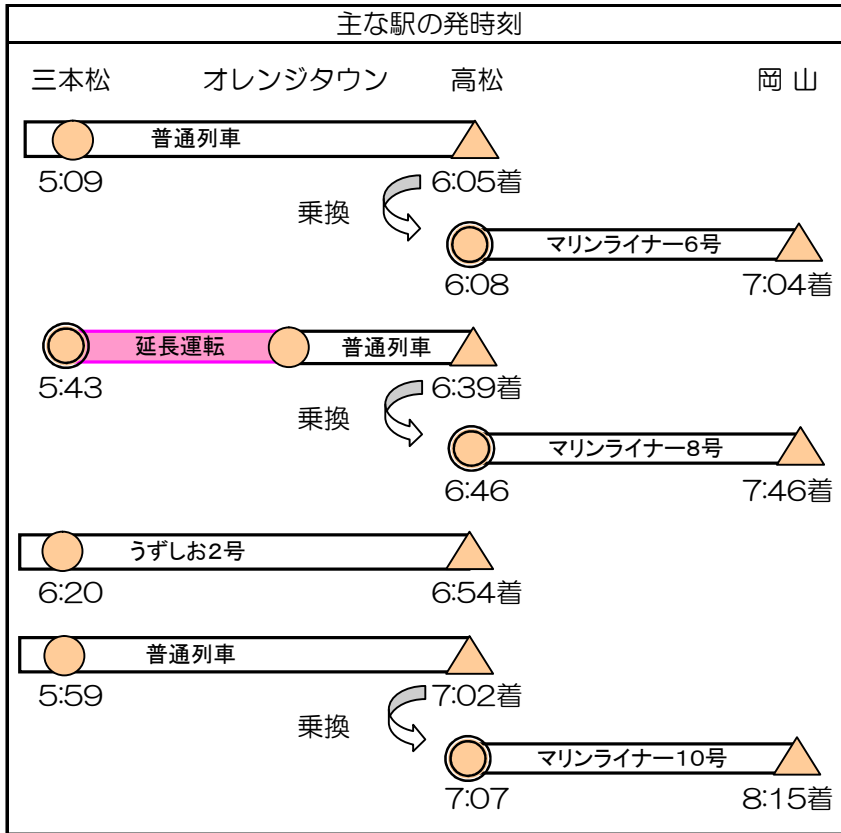 主な駅の発時刻
三本松 オレンジタウン 高松 岡山
普通列車
5:09 6:05着
乗換
マリンライナー6号
6:08 7:04着
延長運転 普通列車
5:43 6:39着
乗換
マリンライナー8号
6:46 7:46着
うずしお2号
6:20 6:54着
普通列車
5:59 7:02着
乗換
マリンライナー10号
7:07 8:15着